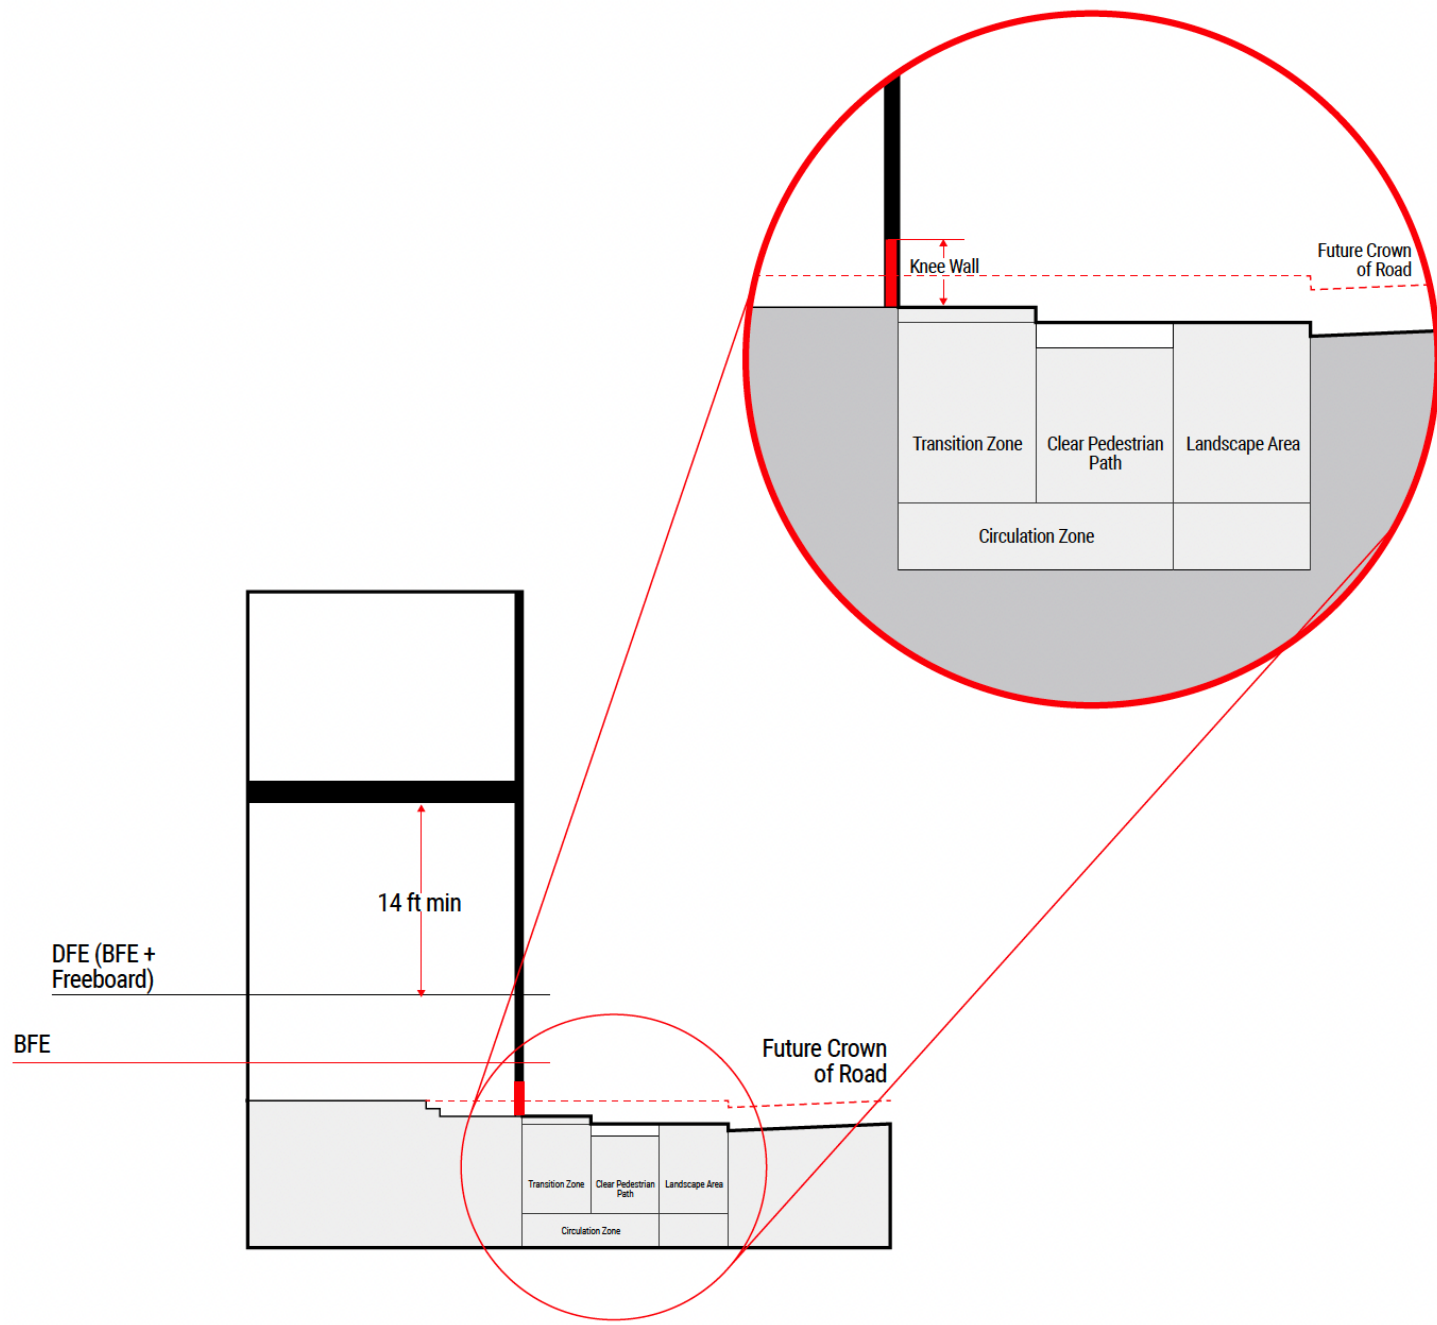 Future Crown
of Road
Knee Wall
Transition Zone
Clear Pedestrian
Path
Landscape Area
Circulation Zone
14 ft min
DFE (BFE +
Freeboard)
BFE
Future Crown
of Road
Transition Zone
Clear Pedestrian
Path
Landscape Area
Circulation Zone